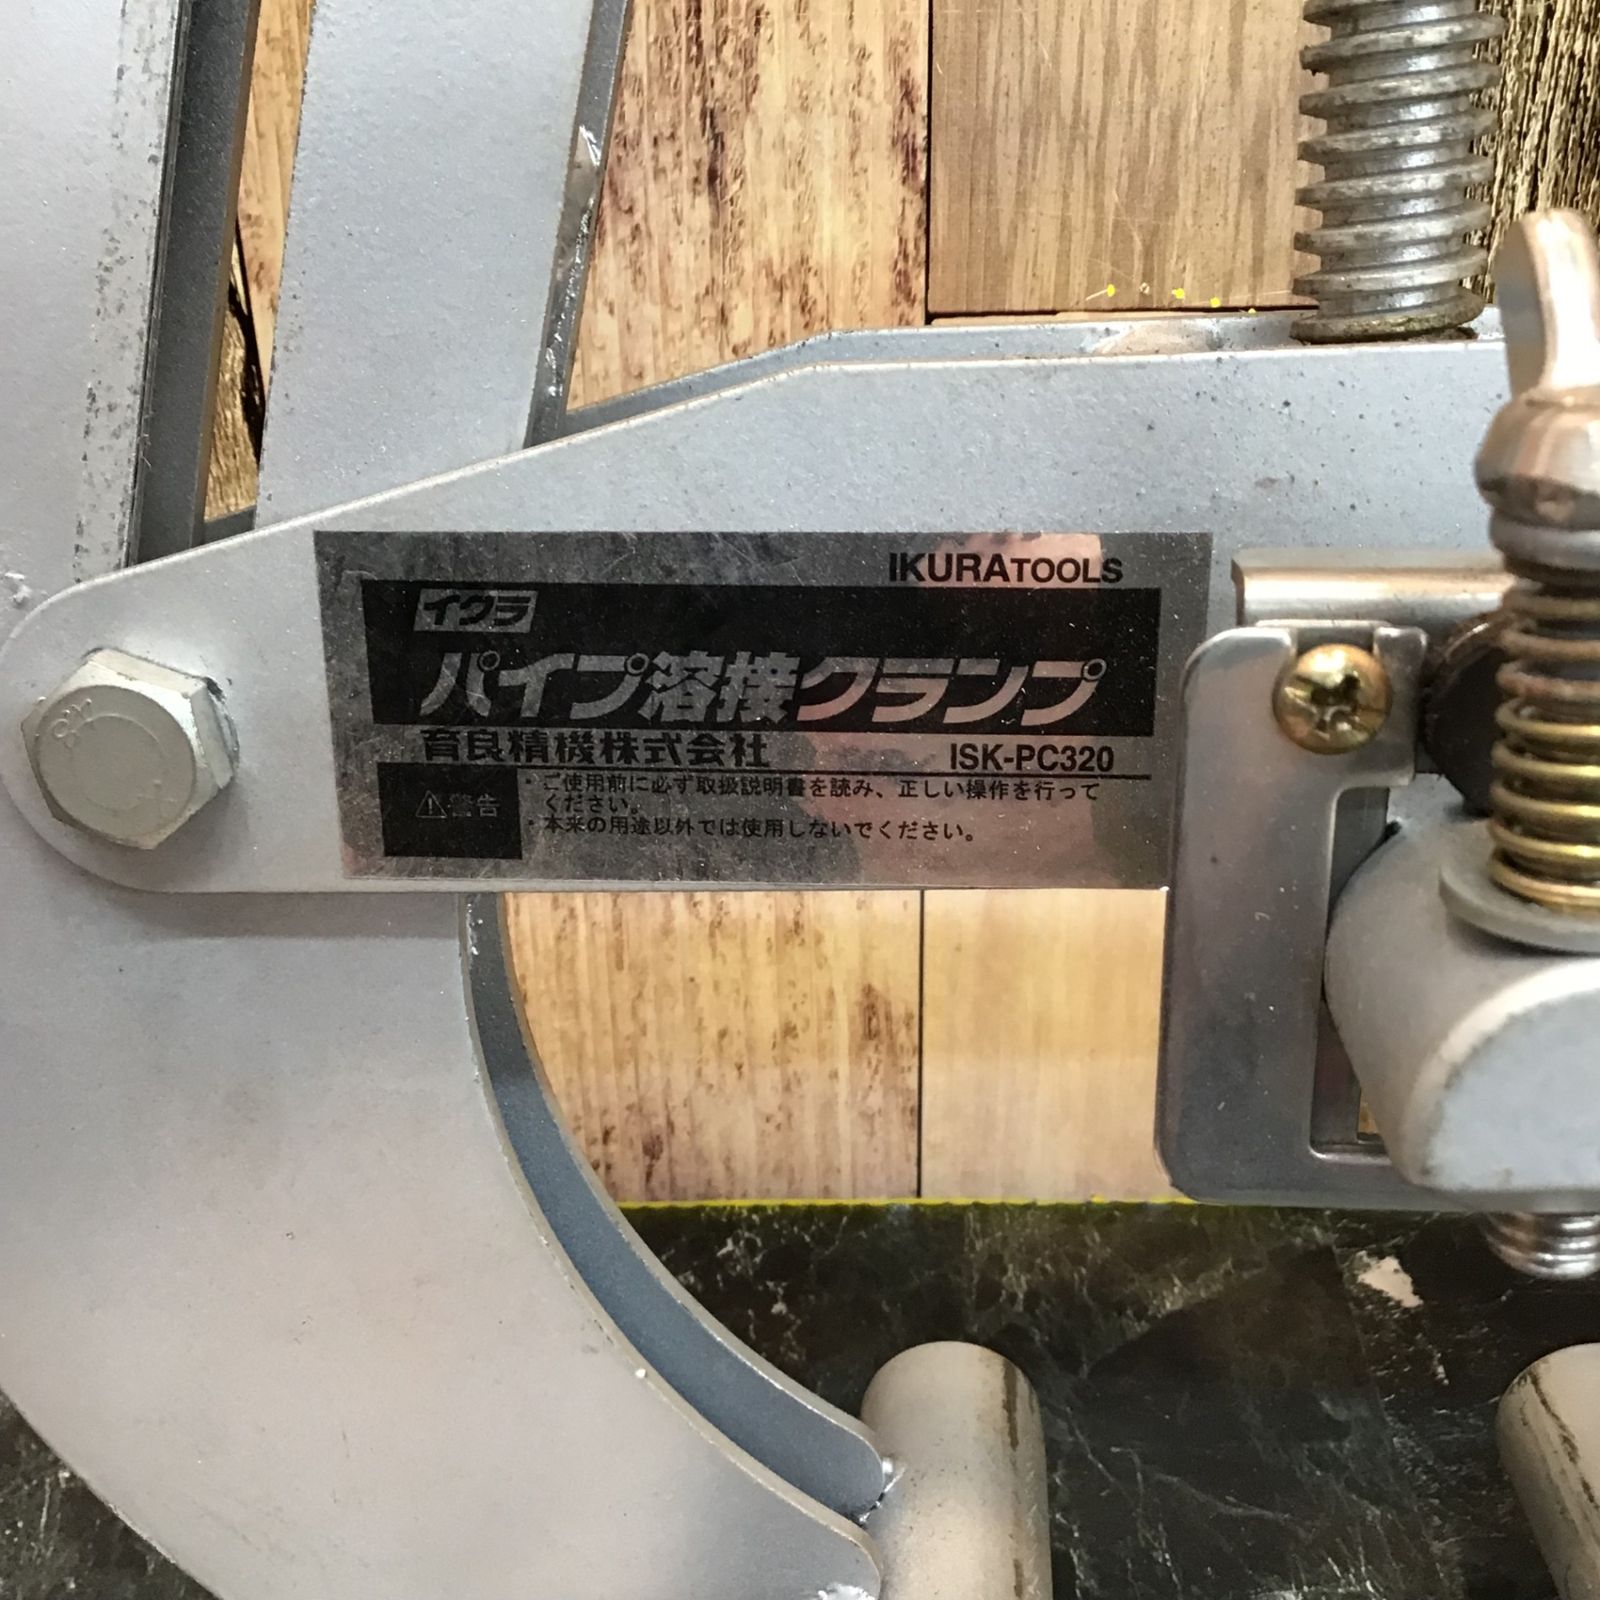 IKURATOOLS
イクラ
パイプ溶接クランプ
育良精機株式会社 ISK-PC320
⚠警告
・ご使用前に必ず取扱説明書を読み、正しい操作を行って
ください。
・本来の用途以外では使用しないでください。